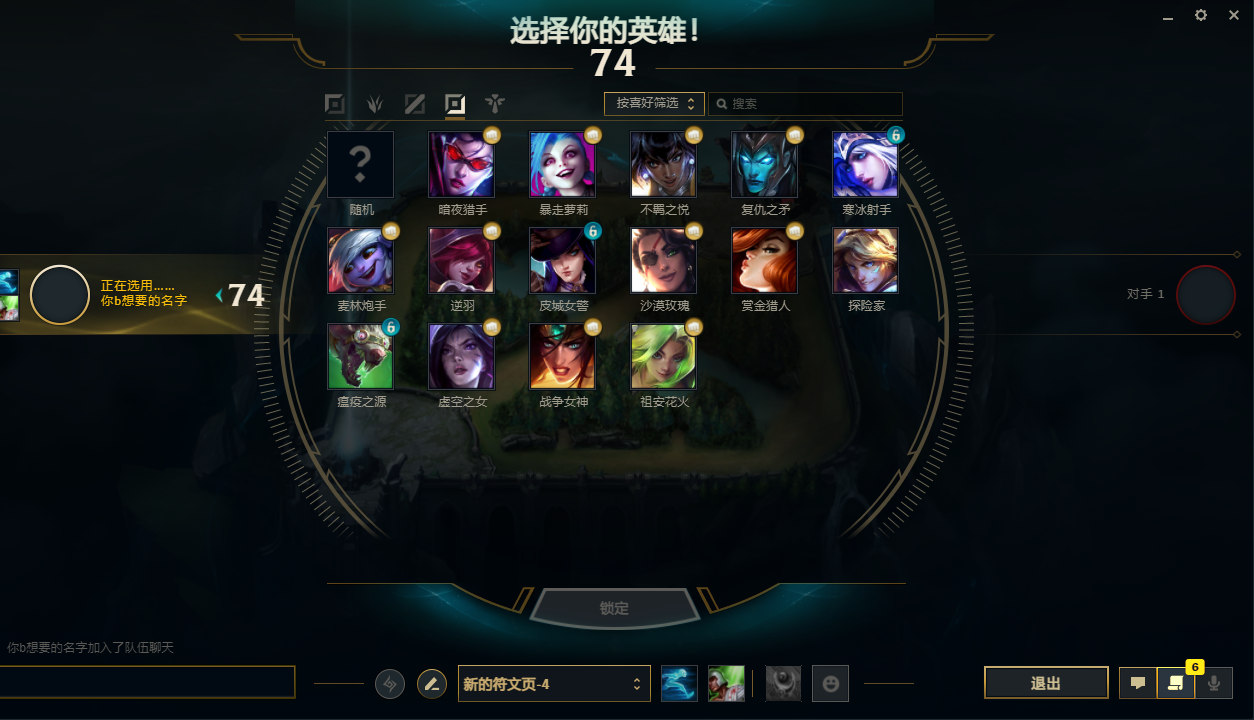 选择你的英雄!
74
按喜好筛选
搜索
随机
暗夜猎手
暴走萝莉
不羁之悦
复仇之矛
6
寒冰射手
麦林炮手
逆羽
6
皮城女警
沙漠玫瑰
赏金猎人
探险家
6
瘟疫之源
虚空之女
战争女神
祖安花火
正在选用......
你b想要的名字
74
对手 1
锁定
你b想要的名字加入了队伍聊天
新的符文页-4
退出
6